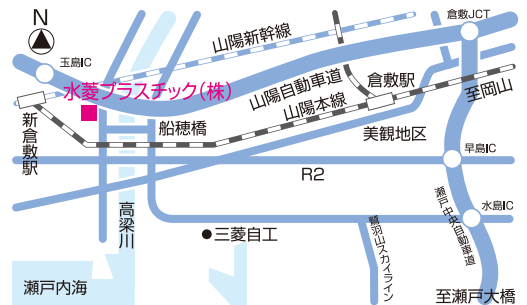 N
倉敷JCT
玉島IC
山陽新幹線
水菱プラスチック(株)
山陽自動車道
倉敷駅
至岡山
山陽本線
新倉敷駅
船穂橋
美観地区
早島IC
R2
高梁川
鷲羽山スカイライン
瀬戸中央自動車道
水島IC
●三菱自工
瀬戸内海
至瀬戸大橋